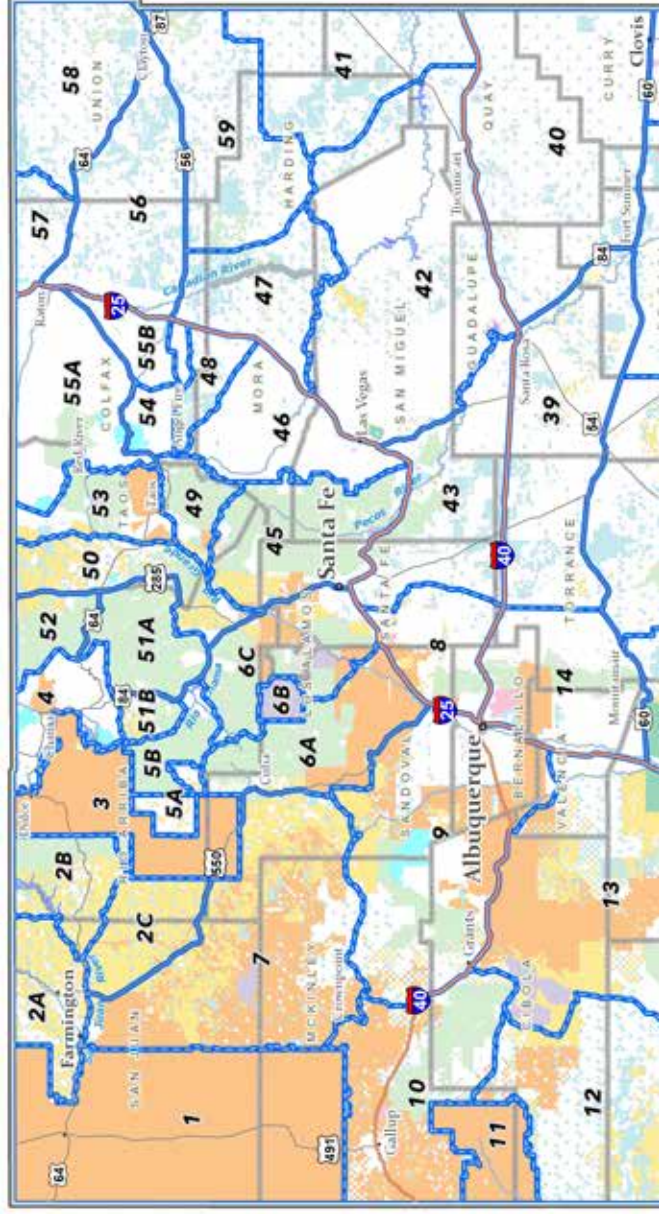 2A
Farmington
64
SAN JUAN
1
491
Gallup
2B
2C
550
7
MCKINLEY
Crownpoint
40
10
11
12
CIBOLA
Grants
13
Dulce
3
RIO ARRIBA
5A
5B
4
Chama
84
51B
52
64
51A
285
50
53
TAOS
Taos
Red River
49
Rio Grande
6C
6B
6A
Cuba
LOS ALAMOS
45
Santa Fe
SANTA FE
SANDOVAL
9
Albuquerque
25
8
BERNALILLO
VALENCIA
14
Mountainair
60
TORRANCE
40
43
Pecos River
55A
Raton
25
COLFAX
54
55B
Angel Fire
48
MORA
46
47
Canadian River
Las Vegas
SAN MIGUEL
42
GUADALUPE
Santa Rosa
39
54
57
64
58
UNION
Clayton
87
56
56
59
HARDING
41
Tucumcari
QUAY
40
CURRY
Clovis
60
84
Fort Sumner